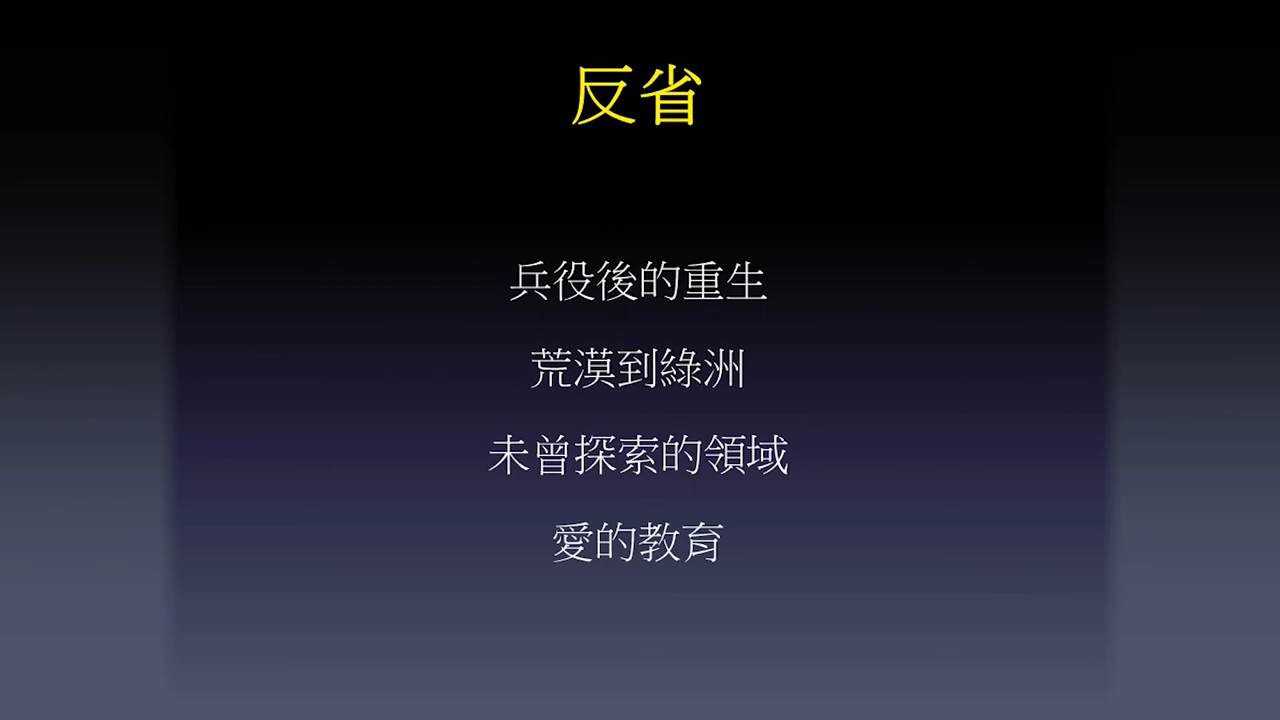 反省
兵役後的重生
荒漠到綠洲
未曾探索的領域
愛的教育